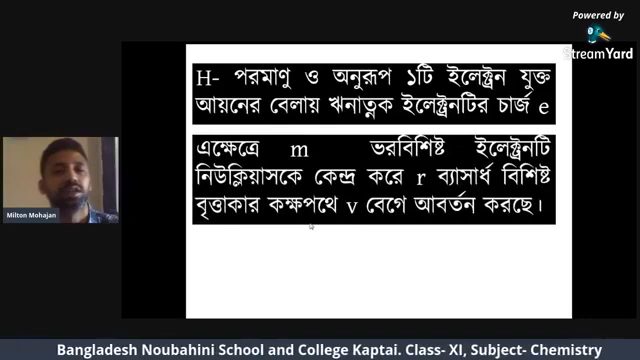 Powered by
StreamYard
H- পরমাণু ও অনুরূপ ১টি ইলেক্ট্রন যুক্ত
আয়নের বেলায় ঋনাত্নক ইলেক্ট্রনটির চার্জ e
এক্ষেত্রে m ভরবিশিষ্ট ইলেক্ট্রনটি
নিউক্লিয়াসকে কেন্দ্র করে r ব্যাসার্ধ বিশিষ্ট
বৃত্তাকার কক্ষপথে v বেগে আবর্তন করছে।
Milton Mohajan
Bangladesh Noubahini School and College Kaptai. Class- XI, Subject- Chemistry